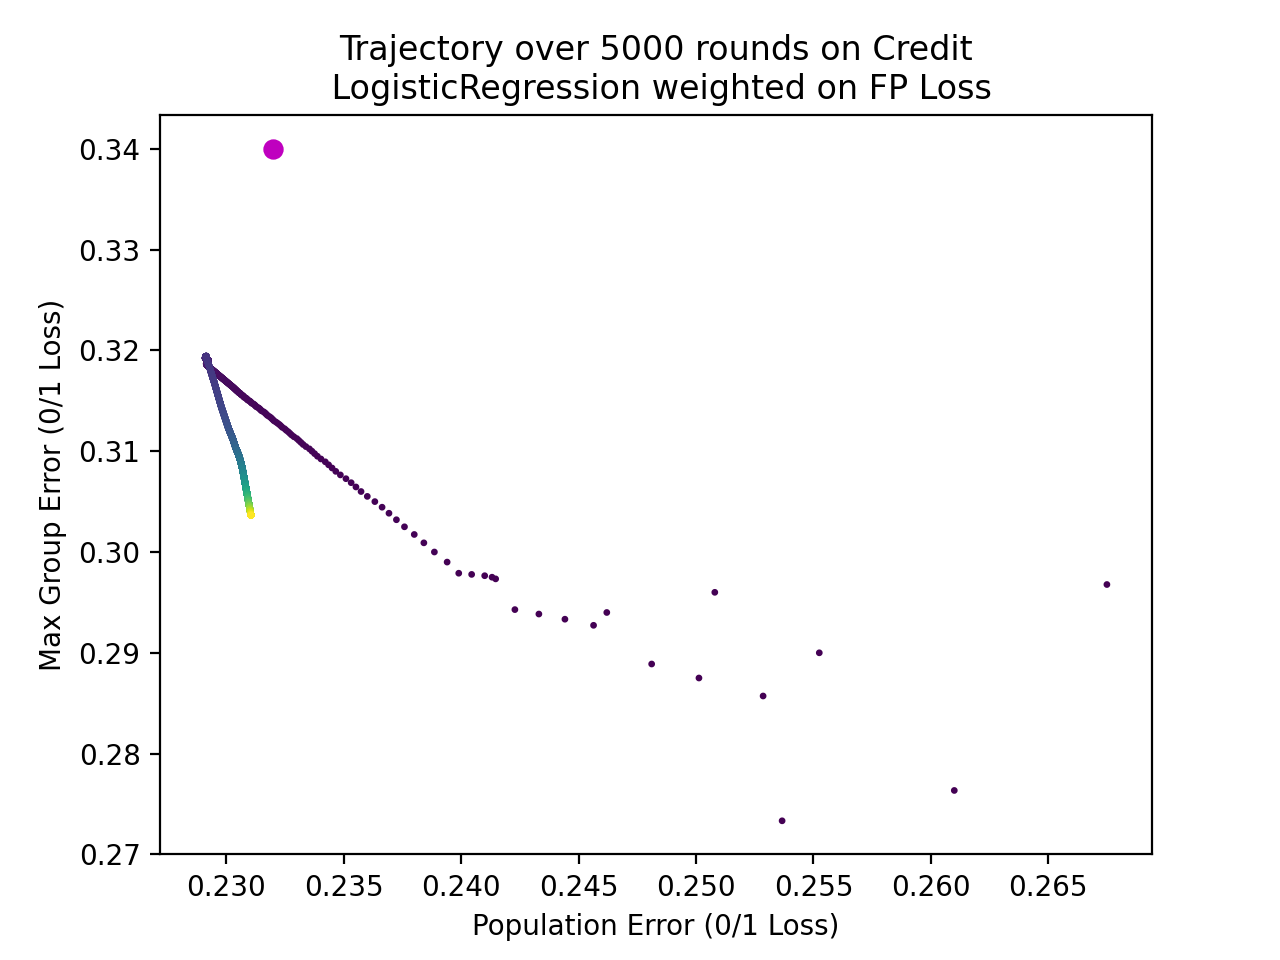 Trajectory over 5000 rounds on Credit
LogisticRegression weighted on FP Loss
0.34
0.33
0.32
0.31
0.30
0.29
0.28
0.27
Max Group Error (0/1 Loss)
0.230 0.235 0.240 0.245 0.250 0.255 0.260 0.265
Population Error (0/1 Loss)